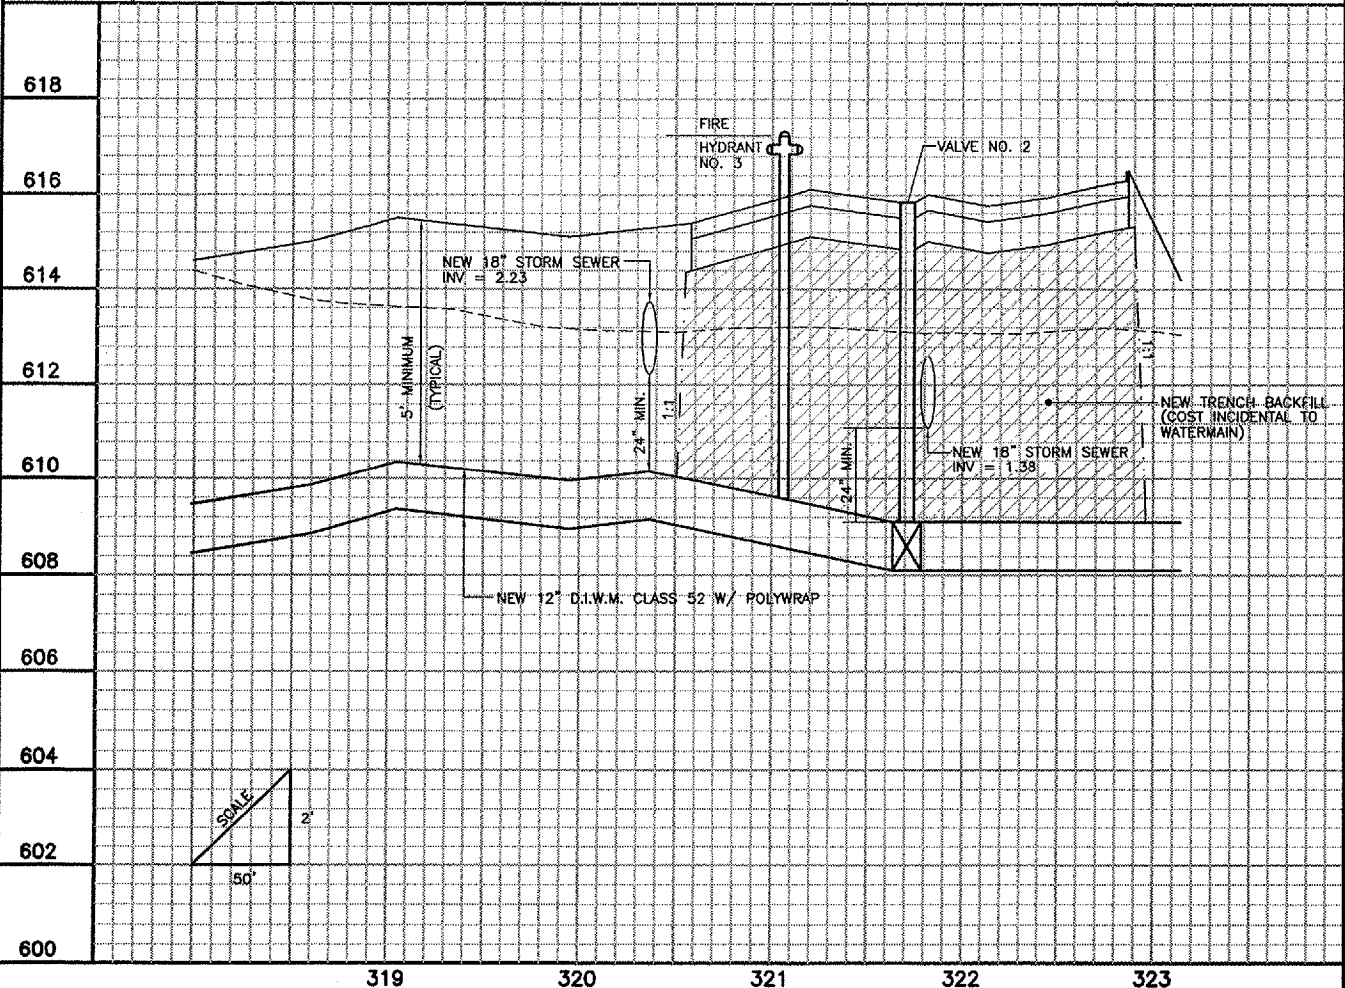 618
616
614
612
610
608
606
604
602
600
FIRE
HYDRANT
NO. 3
VALVE NO. 2
NEW 18" STORM SEWER
INV = 2.23
5' MINIMUM
(TYPICAL)
24" MIN.
1:1
1:1
NEW TRENCH BACKFILL
(COST INCIDENTAL TO
WATERMAIN)
24" MIN.
NEW 18" STORM SEWER
INV = 1.38
NEW 12" D.I.W.M. CLASS 52 W/ POLYWRAP
SCALE
2'
50'
319
320
321
322
323